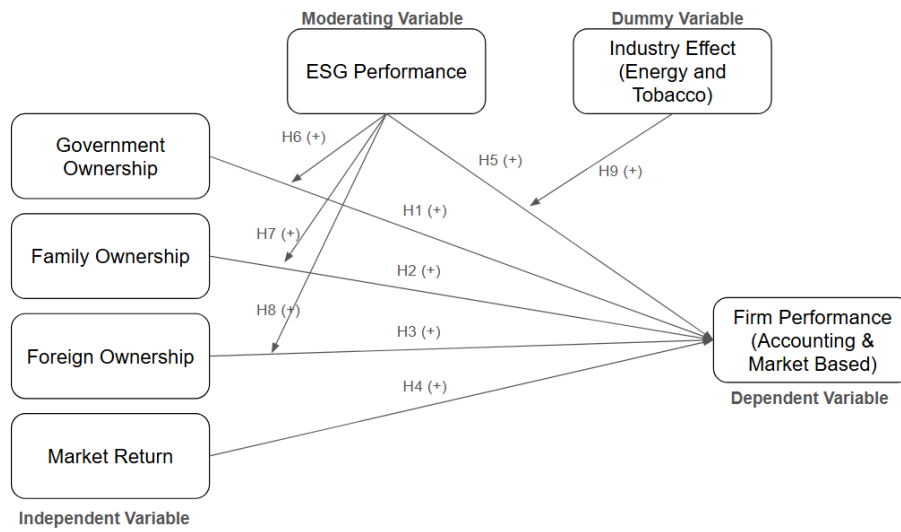 Moderating Variable
Dummy Variable
ESG Performance
Industry Effect
(Energy and
Tobacco)
Government
Ownership
H6 (+)
H5 (+)
H9 (+)
H1 (+)
H7 (+)
Family Ownership
H2 (+)
H8 (+)
H3 (+)
Foreign Ownership
Firm Performance
(Accounting &
Market Based)
H4 (+)
Dependent Variable
Market Return
Independent Variable